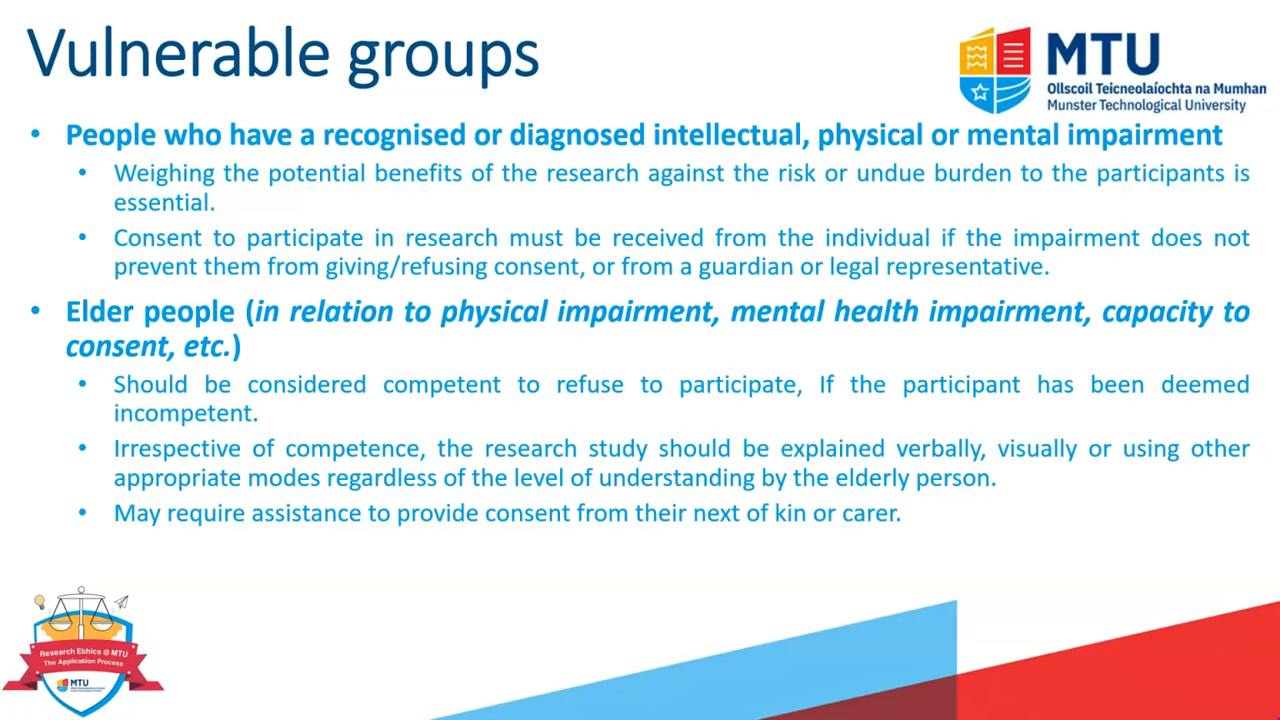 Vulnerable groups
MTU
Ollscoil Teicneolaíochta na Mumhan
Munster Technological University
• People who have a recognised or diagnosed intellectual, physical or mental impairment
• Weighing the potential benefits of the research against the risk or undue burden to the participants is
essential.
• Consent to participate in research must be received from the individual if the impairment does not
prevent them from giving/refusing consent, or from a guardian or legal representative.
• Elder people (in relation to physical impairment, mental health impairment, capacity to
consent, etc.)
• Should be considered competent to refuse to participate, If the participant has been deemed
incompetent.
• Irrespective of competence, the research study should be explained verbally, visually or using other
appropriate modes regardless of the level of understanding by the elderly person.
• May require assistance to provide consent from their next of kin or carer.
Research Ethics @ MTU
The Application Process
MTU